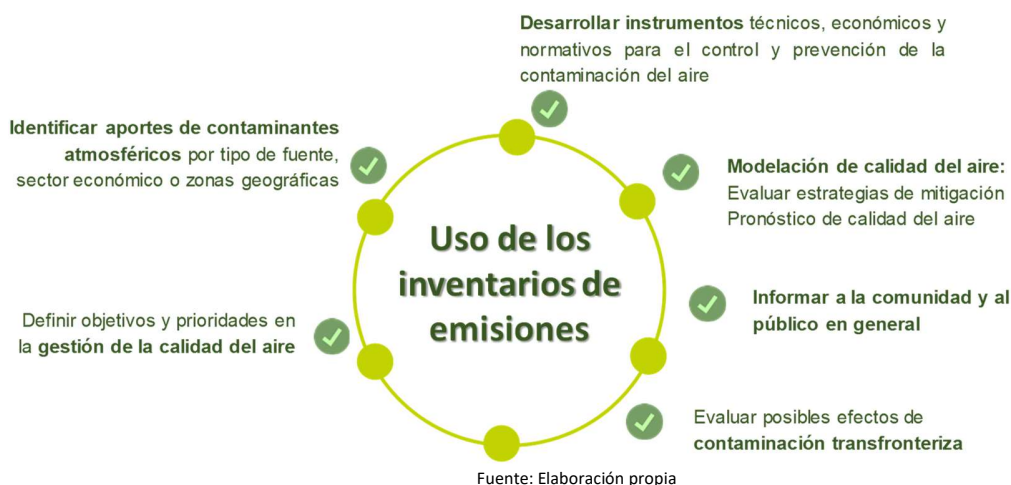 Desarrollar instrumentos técnicos, económicos y
normativos para el control y prevención de la
contaminación del aire
Identificar aportes de contaminantes
atmosféricos por tipo de fuente,
sector económico o zonas geográficas
Modelación de calidad del aire:
Evaluar estrategias de mitigación
Pronóstico de calidad del aire
Uso de los
inventarios de
emisiones
Informar a la comunidad y al
público en general
Definir objetivos y prioridades en
la gestión de la calidad del aire
Evaluar posibles efectos de
contaminación transfronteriza
Fuente: Elaboración propia